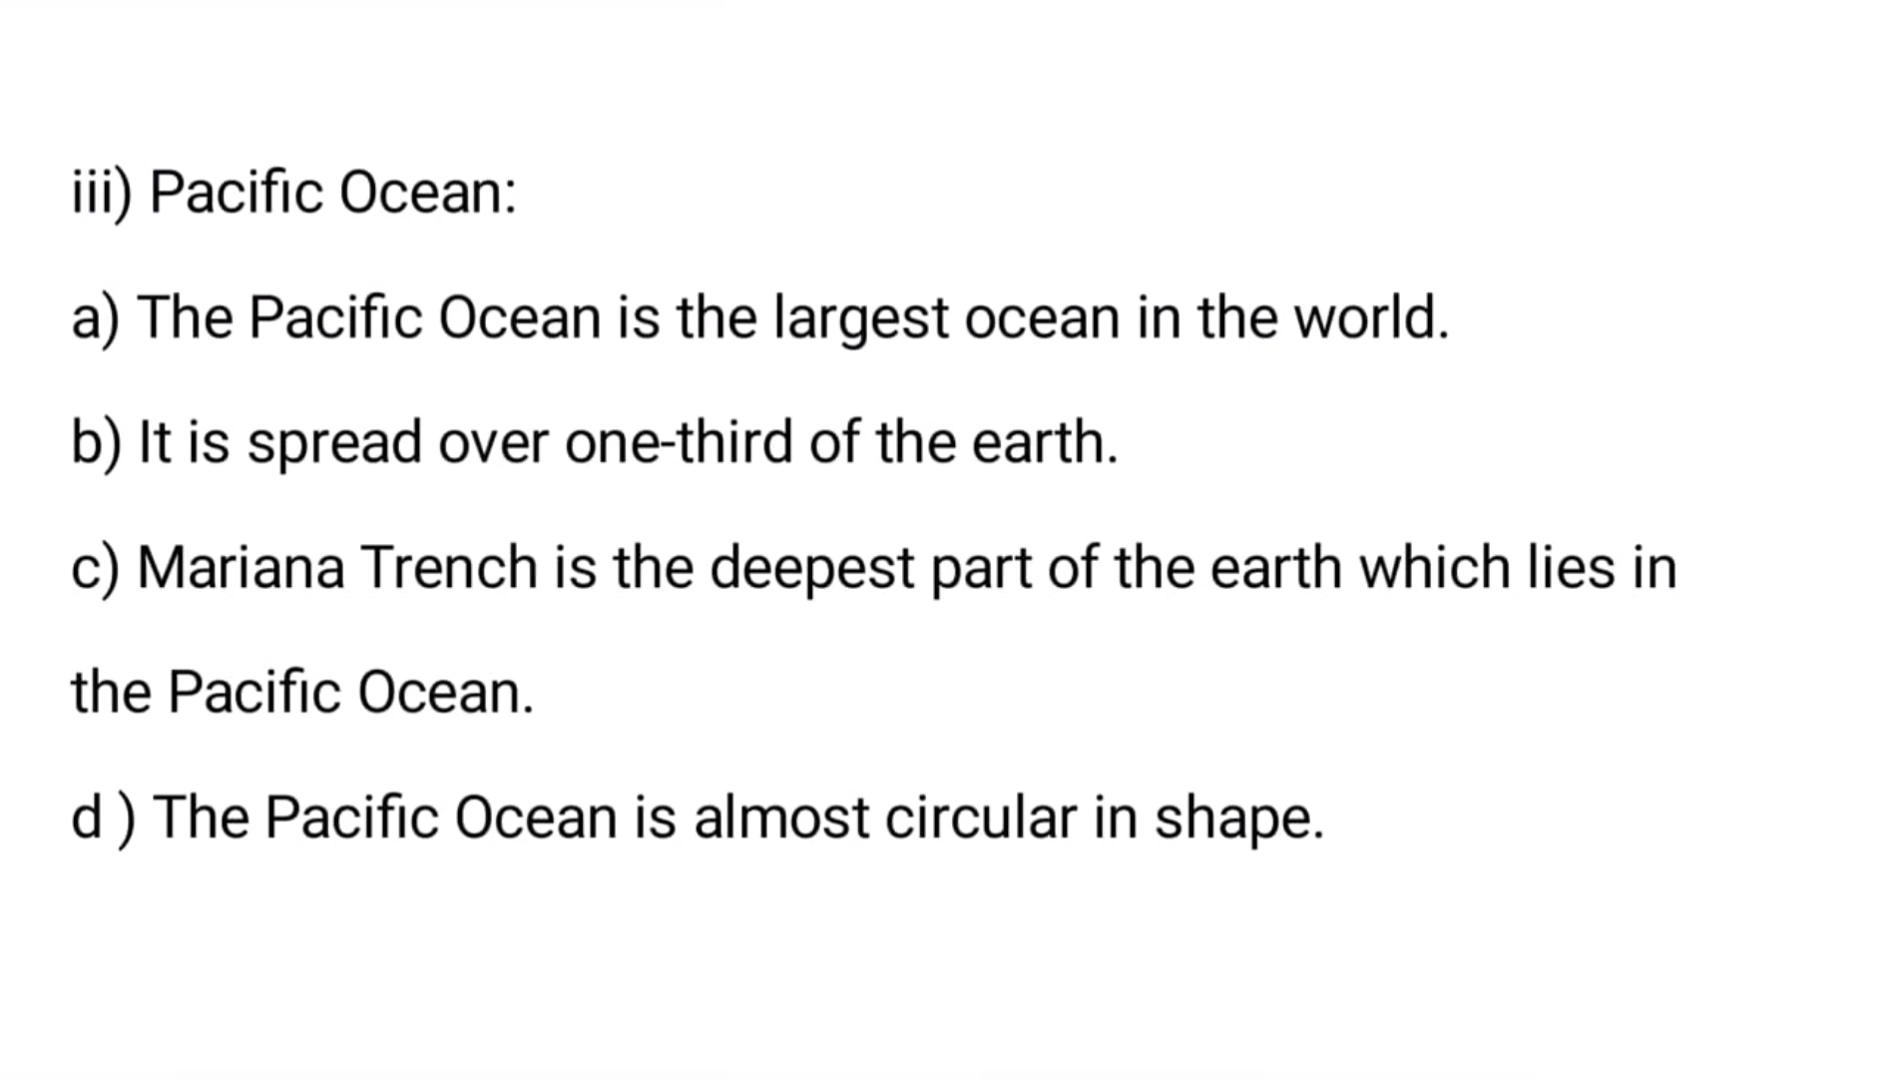 iii) Pacific Ocean:
a) The Pacific Ocean is the largest ocean in the world.
b) It is spread over one-third of the earth.
c) Mariana Trench is the deepest part of the earth which lies in
the Pacific Ocean.
d ) The Pacific Ocean is almost circular in shape.